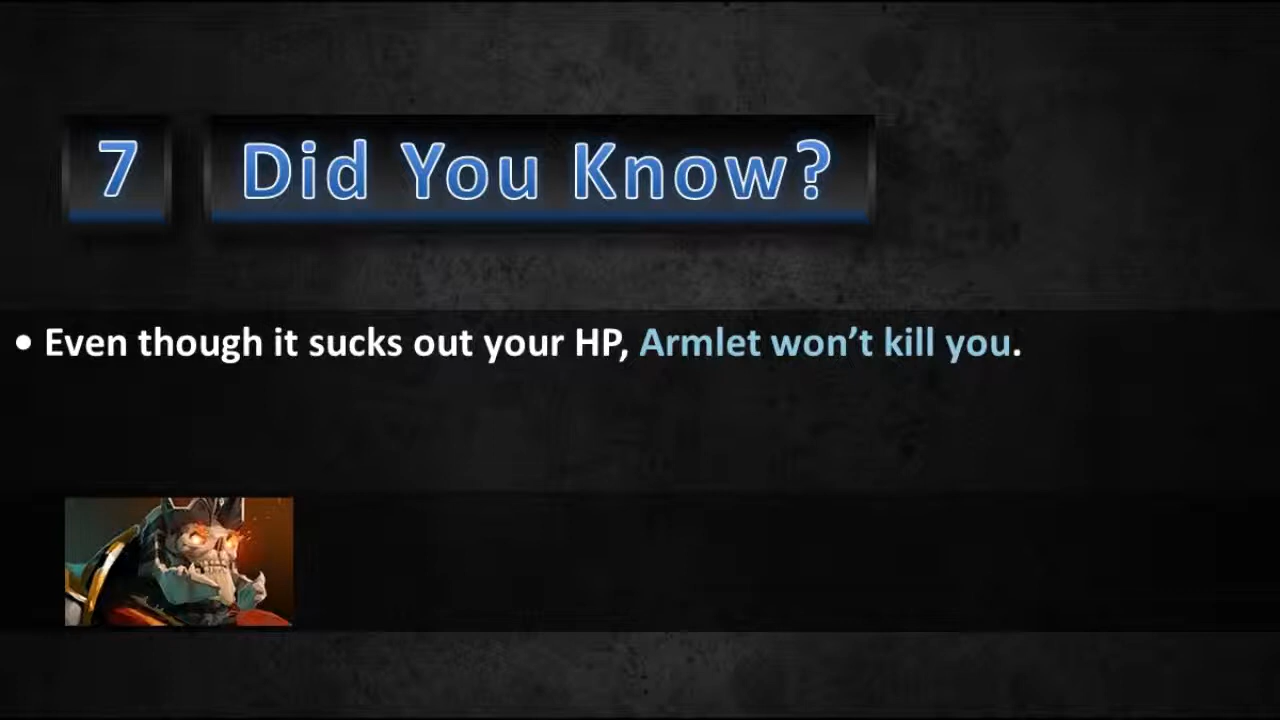 7 Did You Know?
• Even though it sucks out your HP, Armlet won’t kill you.